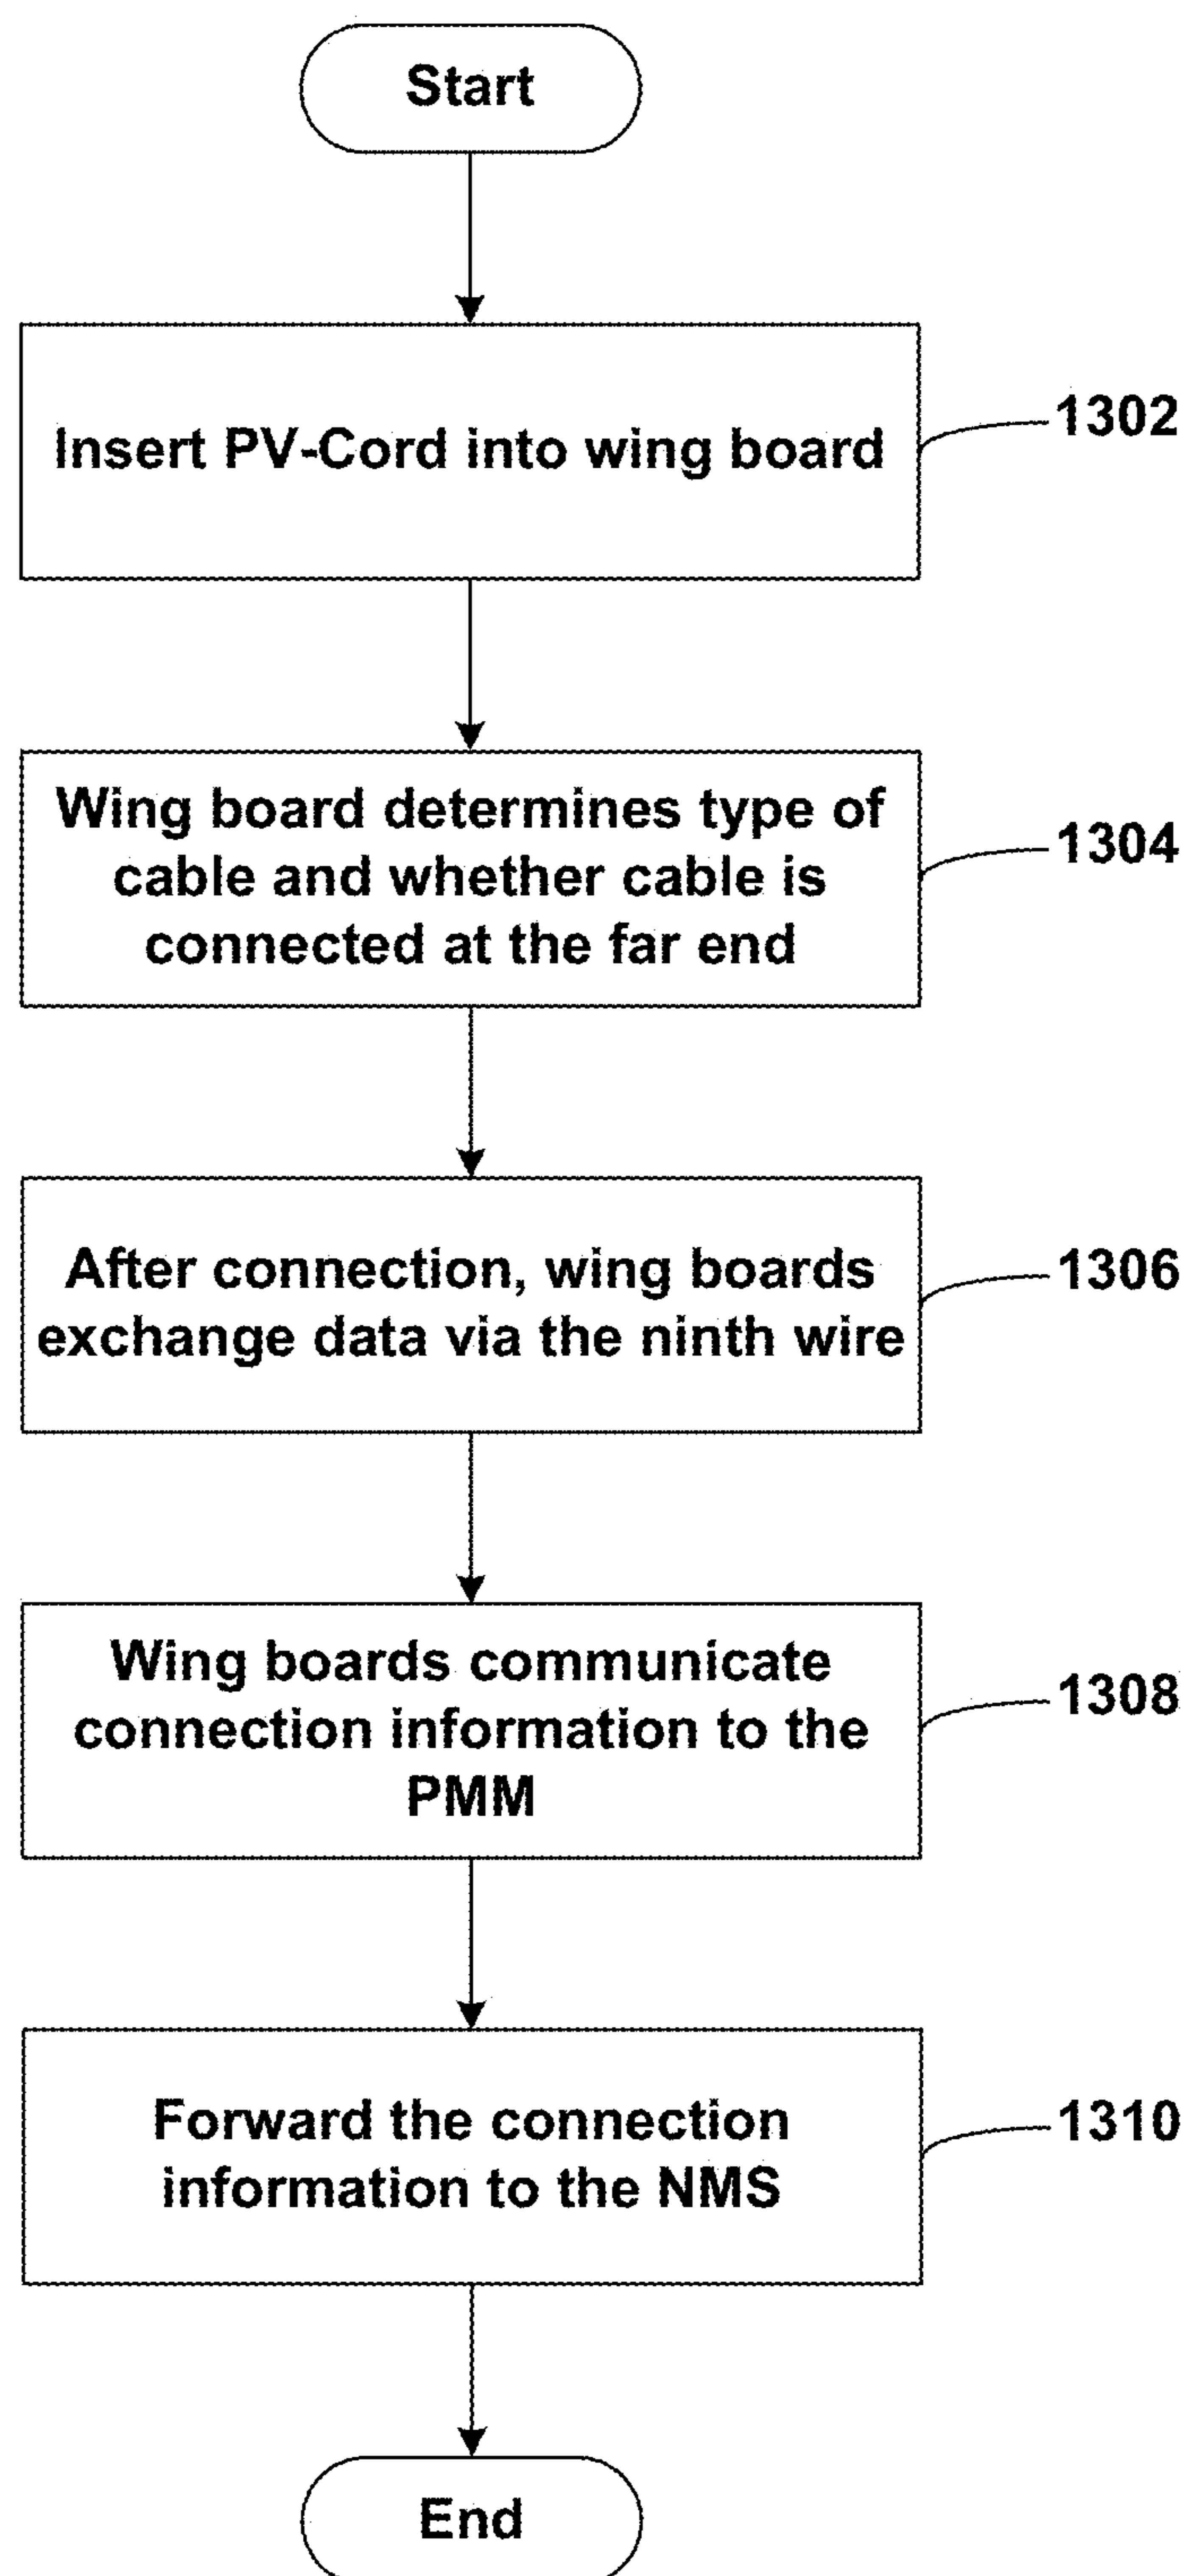 Start
Insert PV-Cord into wing board
1302
Wing board determines type of
cable and whether cable is
connected at the far end
1304
After connection, wing boards
exchange data via the ninth wire
1306
Wing boards communicate
connection information to the
PMM
1308
Forward the connection
information to the NMS
1310
End